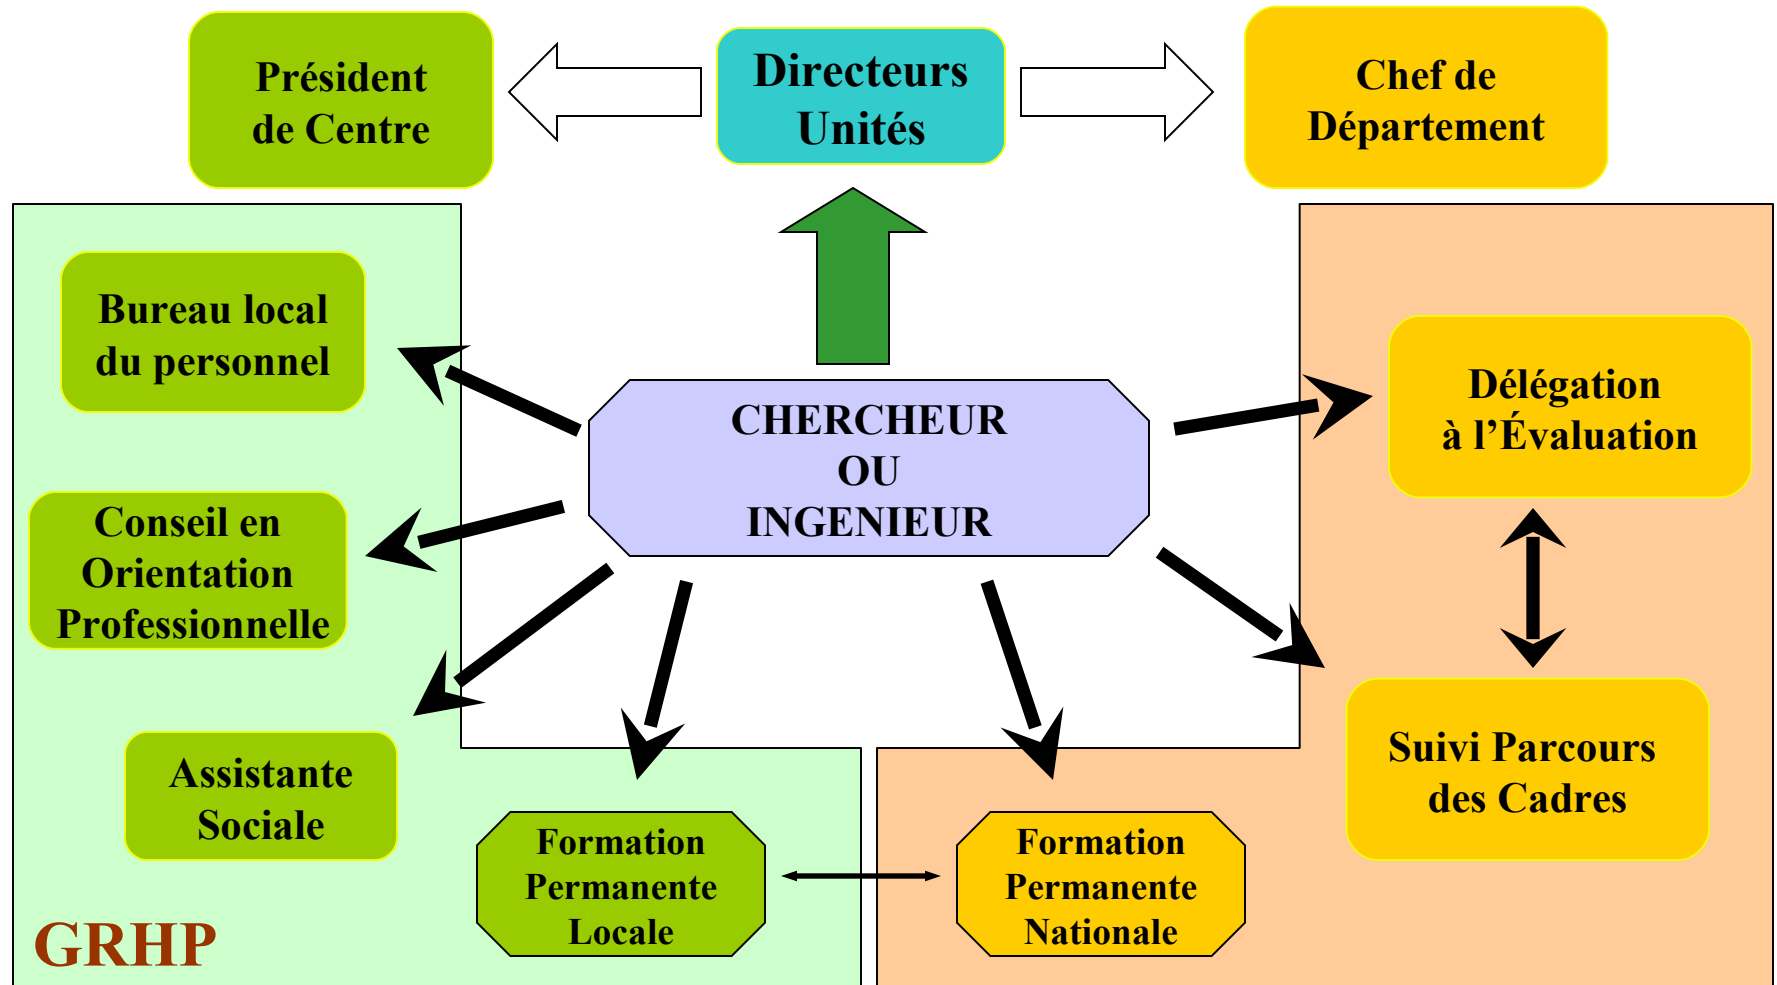 Président
de Centre
Directeurs
Unités
Chef de
Département
Bureau local
du personnel
CHERCHEUR
OU
INGENIEUR
Délégation
à l’Évaluation
Conseil en
Orientation
Professionnelle
Suivi Parcours
des Cadres
Assistante
Sociale
Formation
Permanente
Locale
Formation
Permanente
Nationale
GRHP